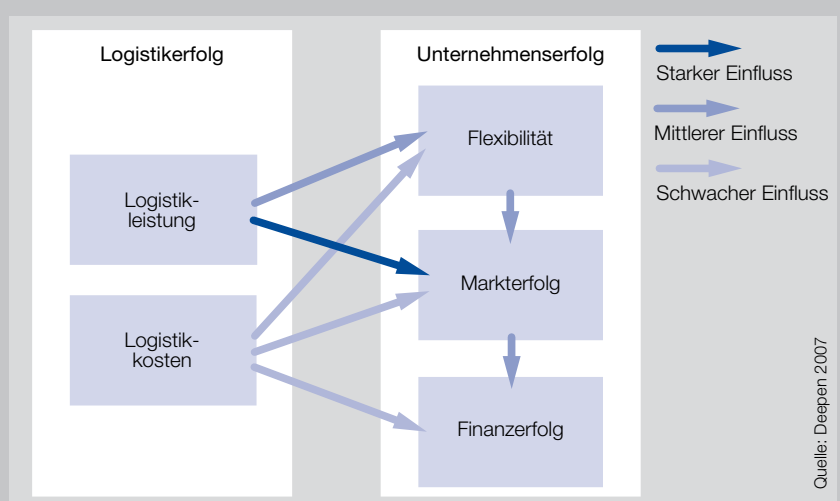 Logistikerfolg
Unternehmenserfolg
Starker Einfluss
Mittlerer Einfluss
Schwacher Einfluss
Flexibilität
Logistik-
leistung
Markterfolg
Logistik-
kosten
Finanzerfolg
Quelle: Deepen 2007